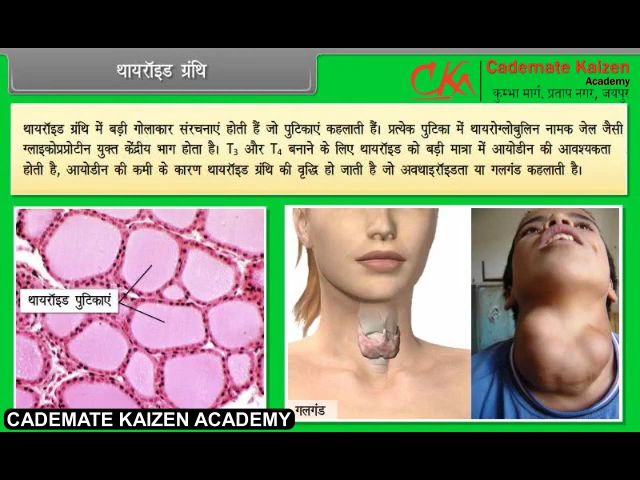 थायरॉइड ग्रंथि
CKA
Cademate Kaizen
Academy
कुम्भा मार्ग, प्रताप नगर, जयपुर
थायरॉइड ग्रंथि में बड़ी गोलाकार संरचनाएं होती हैं जो पुटिकाएं कहलाती हैं। प्रत्येक पुटिका में थायरोग्लोबुलिन नामक जेल जैसी
ग्लाइकोप्रप्रोटीन युक्त केंद्रीय भाग होता है। T₃ और T₄ बनाने के लिए थायरॉइड को बड़ी मात्रा में आयोडीन की आवश्यकता
होती है, आयोडीन की कमी के कारण थायरॉइड ग्रंथि की वृद्धि हो जाती है जो अवथाइरॉइडता या गलगंड कहलाती है।
थायरॉइड पुटिकाएं
गलगंड
CADEMATE KAIZEN ACADEMY